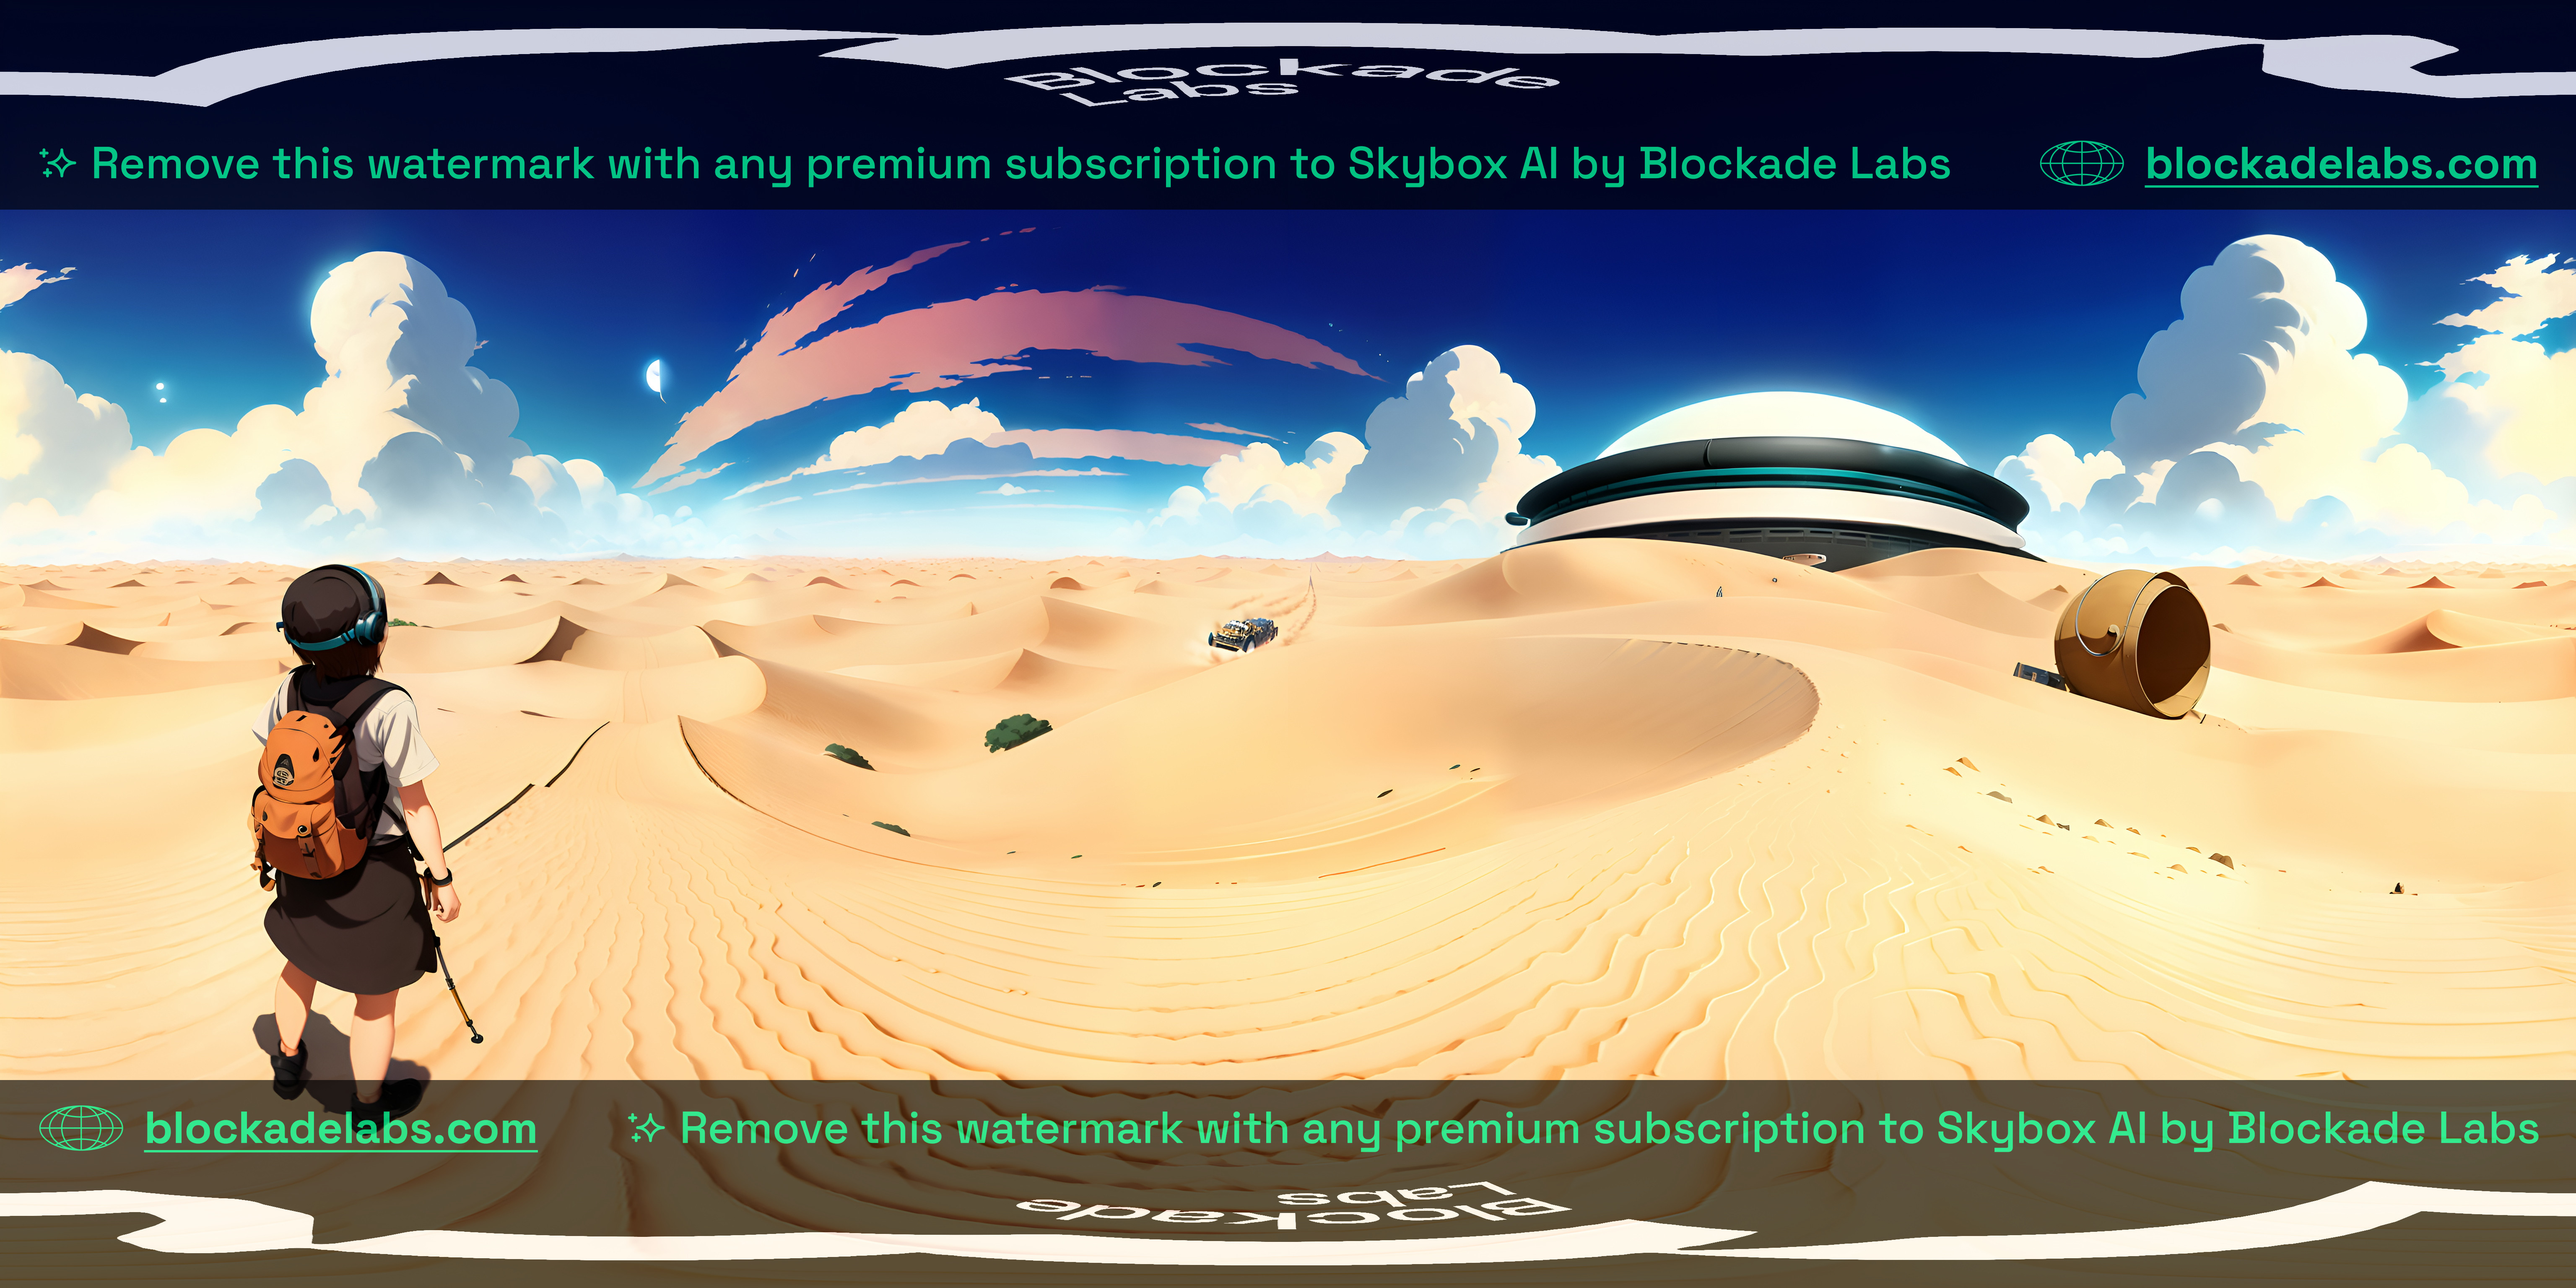 Blockade
Labs
Remove this watermark with any premium subscription to Skybox AI by Blockade Labs
blockadelabs.com
blockadelabs.com
Remove this watermark with any premium subscription to Skybox AI by Blockade Labs
Blockade
Labs